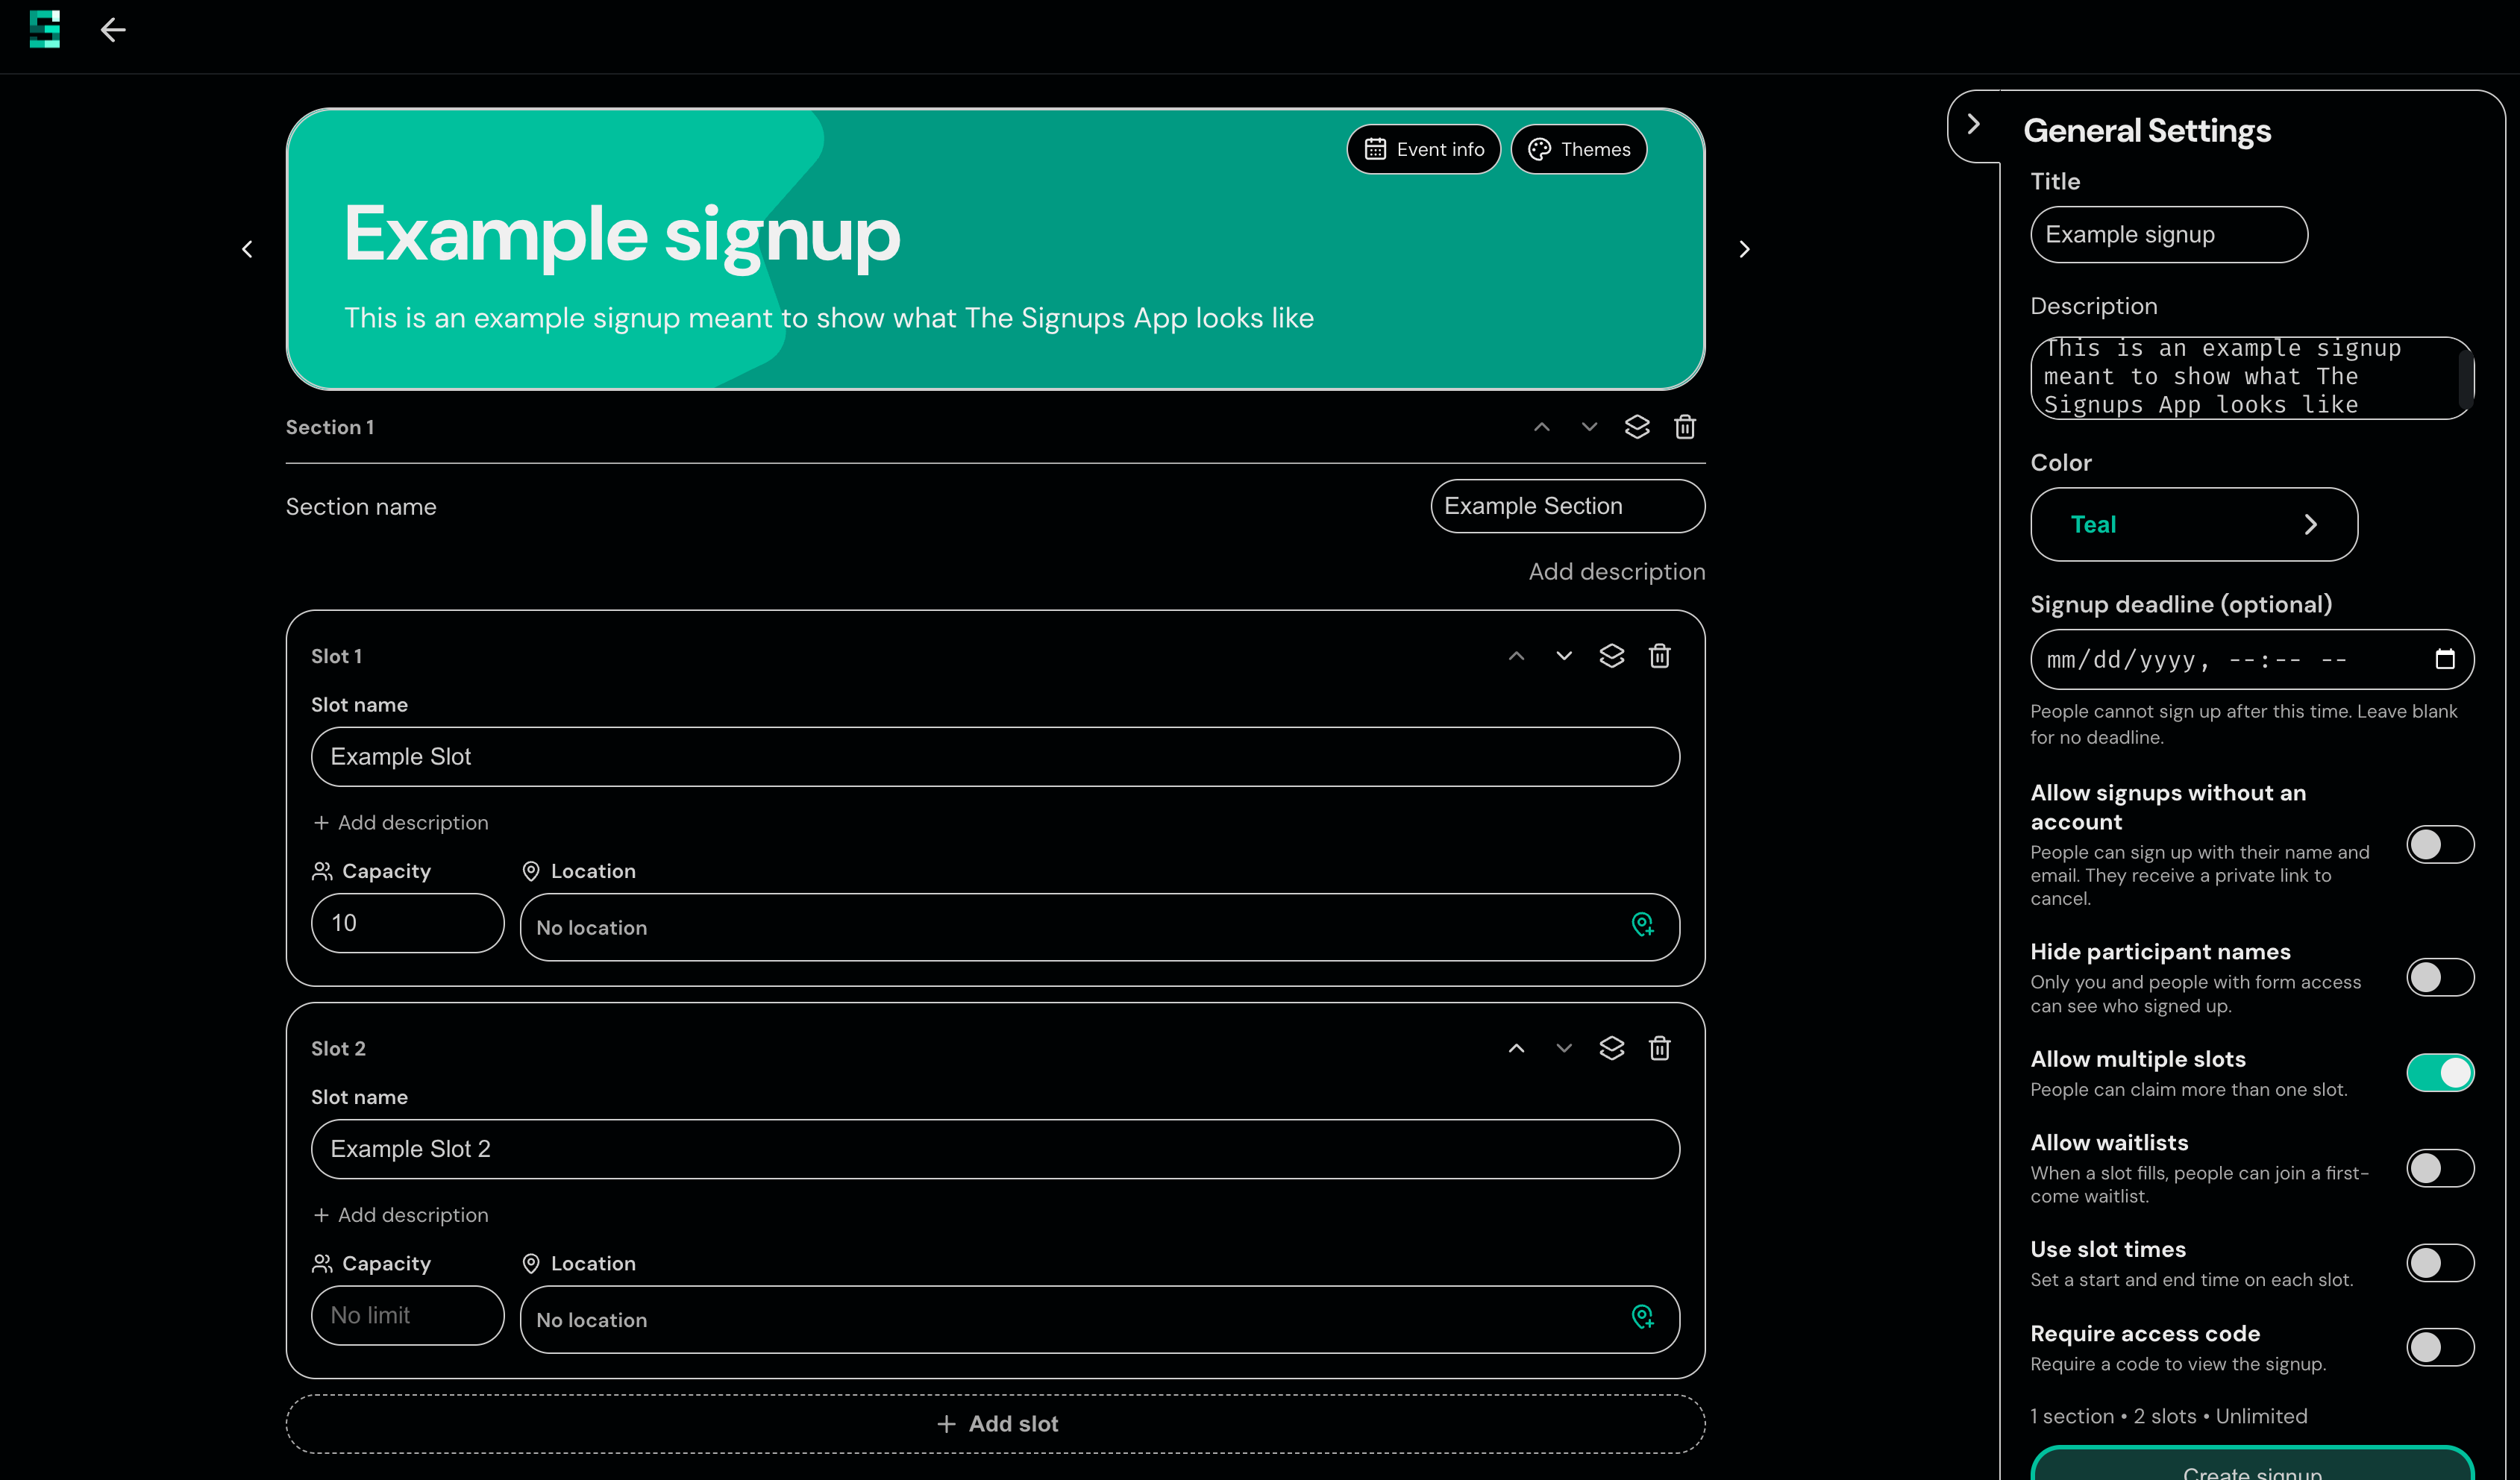 Event info
Themes
Example signup
This is an example signup meant to show what The Signups App looks like
Section 1
Section name
Example Section
Add description
Slot 1
Slot name
Example Slot
+ Add description
Capacity
Location
10
No location
Slot 2
Slot name
Example Slot 2
+ Add description
Capacity
Location
No limit
No location
+ Add slot
General Settings
Title
Example signup
Description
This is an example signup
meant to show what The
Signups App looks like
Color
Teal
Signup deadline (optional)
mm/dd/yyyy, --:-- --
People cannot sign up after this time. Leave blank
for no deadline.
Allow signups without an
account
People can sign up with their name and
email. They receive a private link to
cancel.
Hide participant names
Only you and people with form access
can see who signed up.
Allow multiple slots
People can claim more than one slot.
Allow waitlists
When a slot fills, people can join a first-
come waitlist.
Use slot times
Set a start and end time on each slot.
Require access code
Require a code to view the signup.
1 section • 2 slots • Unlimited
Create signup